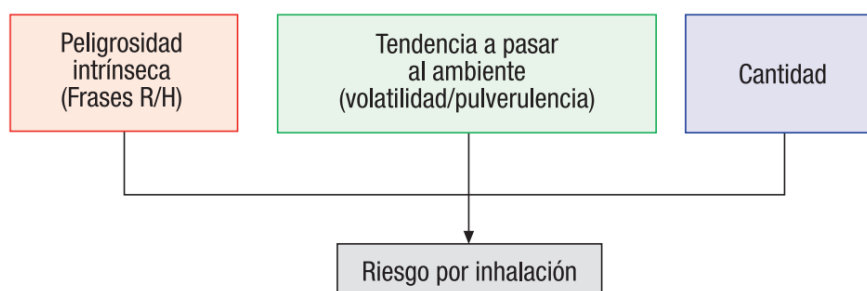 Peligrosidad
intrínseca
(Frases R/H)
Tendencia a pasar
al ambiente
(volatilidad/pulverulencia)
Cantidad
Riesgo por inhalación